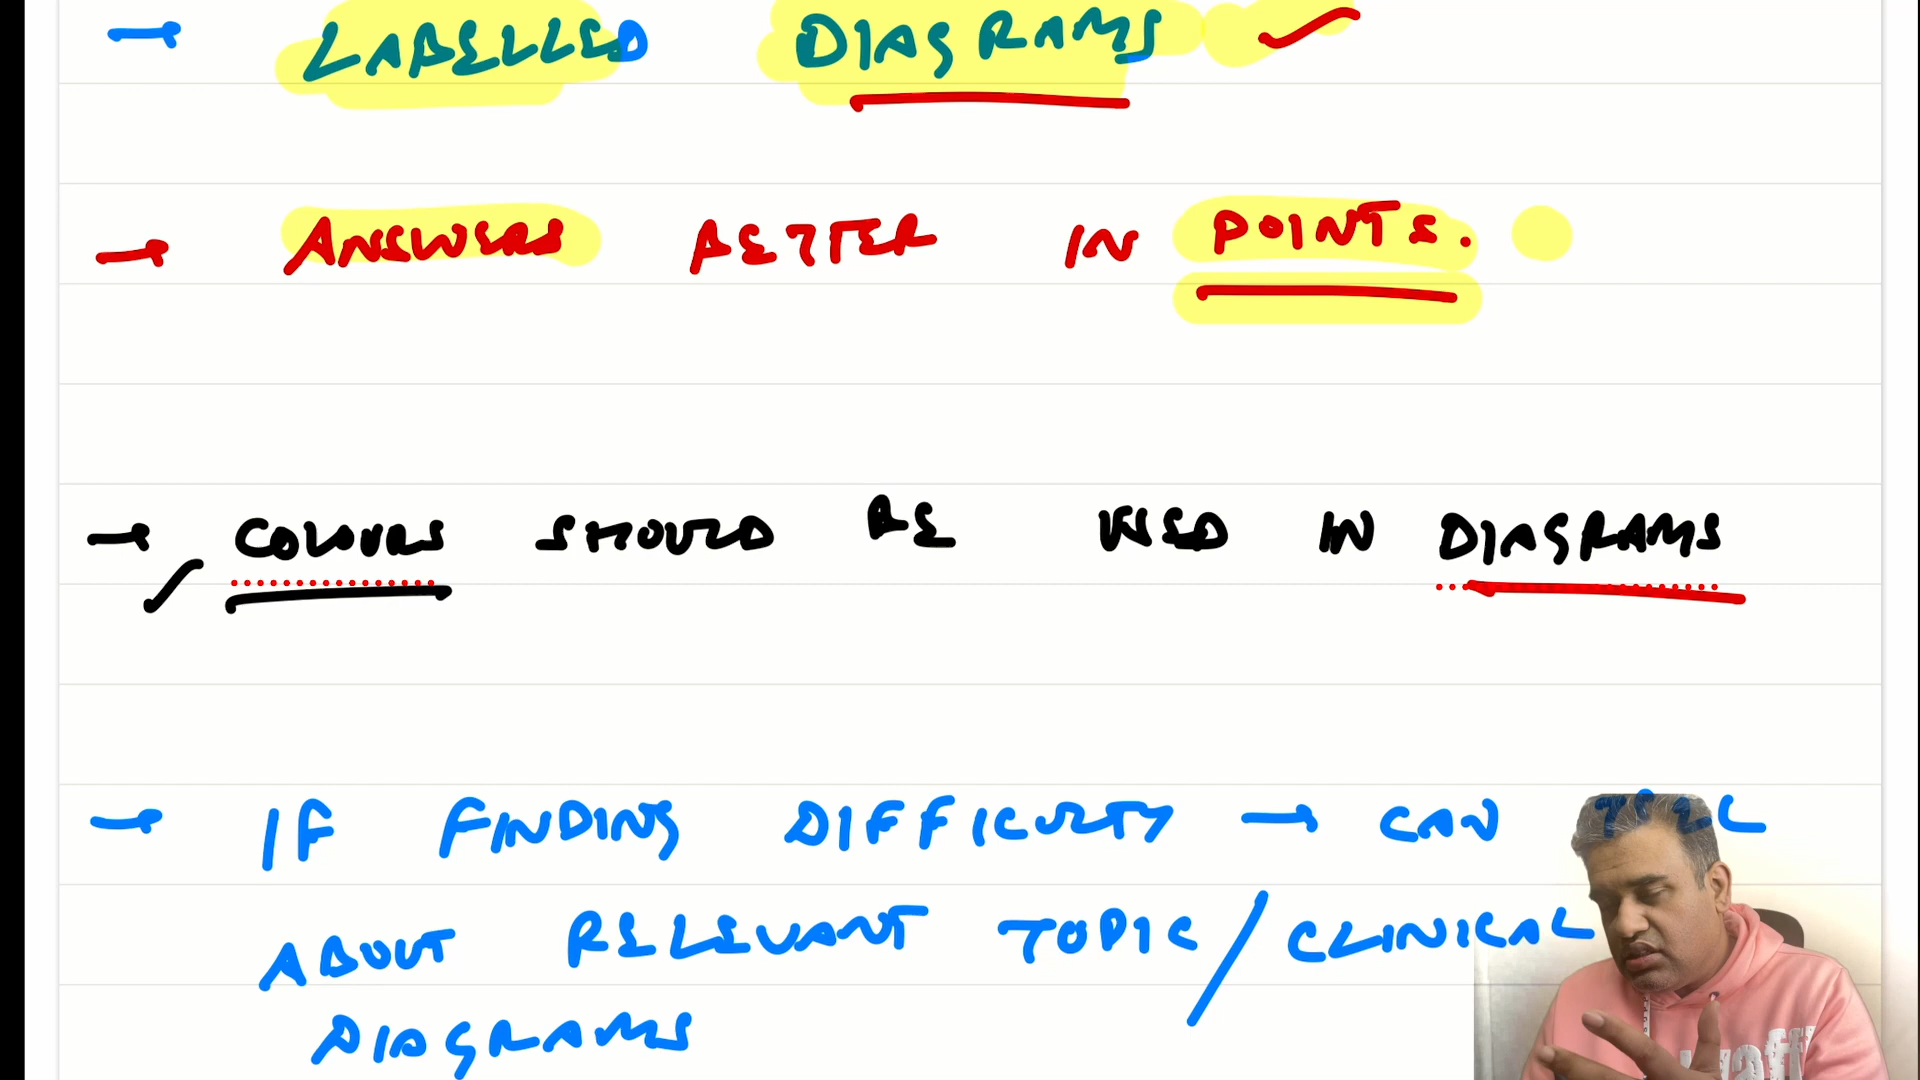 → LABELLED DIAGRAMS ✓
→ ANSWERS BETTER IN POINTS.
→ COLOURS SHOULD BE USED IN DIAGRAMS
→ IF FINDING DIFFICULTY → CAN TELL
ABOUT RELEVANT TOPIC / CLINICAL
DIAGRAMS